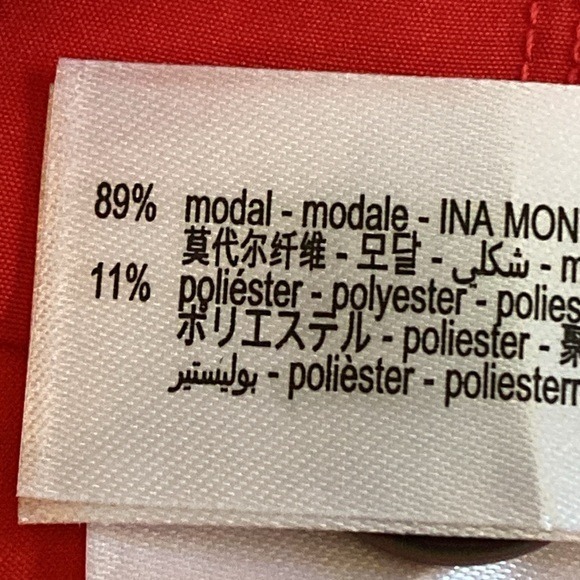 89% modal - modale - INA MON
莫代尔纤维 - 모달 - شكلي - m
11% poliéster - polyester - polies
ポリエステル - poliester - 聚
بوليستير - polièster - poliesterr